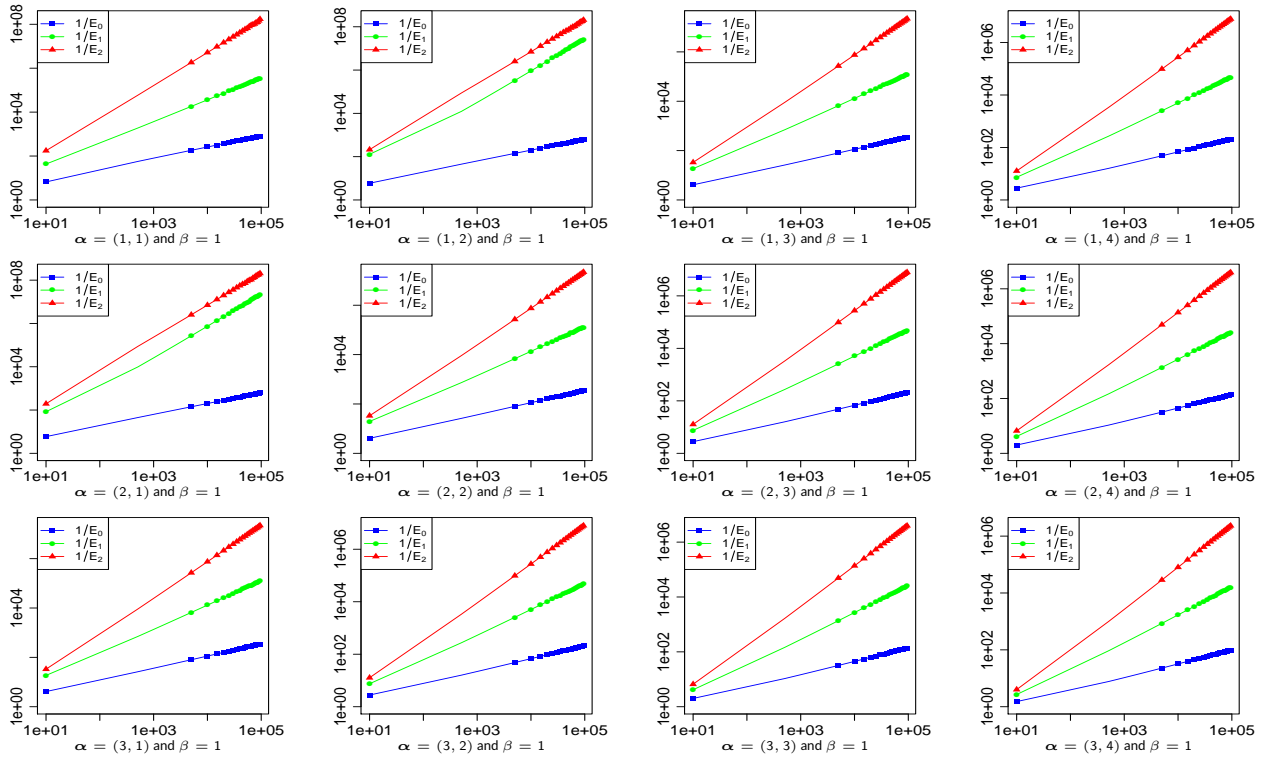 1/E₀
1/E₁
1/E₂
1e+00
1e+04
1e+08
1e+01 1e+03 1e+05
α = (1, 1) and β = 1
1/E₀
1/E₁
1/E₂
1e+00
1e+04
1e+08
1e+01 1e+03 1e+05
α = (1, 2) and β = 1
1/E₀
1/E₁
1/E₂
1e+00
1e+04
1e+01 1e+03 1e+05
α = (1, 3) and β = 1
1/E₀
1/E₁
1/E₂
1e+00
1e+02
1e+04
1e+06
1e+01 1e+03 1e+05
α = (1, 4) and β = 1
1/E₀
1/E₁
1/E₂
1e+00
1e+04
1e+08
1e+01 1e+03 1e+05
α = (2, 1) and β = 1
1/E₀
1/E₁
1/E₂
1e+00
1e+04
1e+01 1e+03 1e+05
α = (2, 2) and β = 1
1/E₀
1/E₁
1/E₂
1e+00
1e+02
1e+04
1e+06
1e+01 1e+03 1e+05
α = (2, 3) and β = 1
1/E₀
1/E₁
1/E₂
1e+00
1e+02
1e+04
1e+06
1e+01 1e+03 1e+05
α = (2, 4) and β = 1
1/E₀
1/E₁
1/E₂
1e+00
1e+04
1e+01 1e+03 1e+05
α = (3, 1) and β = 1
1/E₀
1/E₁
1/E₂
1e+00
1e+02
1e+04
1e+06
1e+01 1e+03 1e+05
α = (3, 2) and β = 1
1/E₀
1/E₁
1/E₂
1e+00
1e+02
1e+04
1e+06
1e+01 1e+03 1e+05
α = (3, 3) and β = 1
1/E₀
1/E₁
1/E₂
1e+00
1e+02
1e+04
1e+06
1e+01 1e+03 1e+05
α = (3, 4) and β = 1